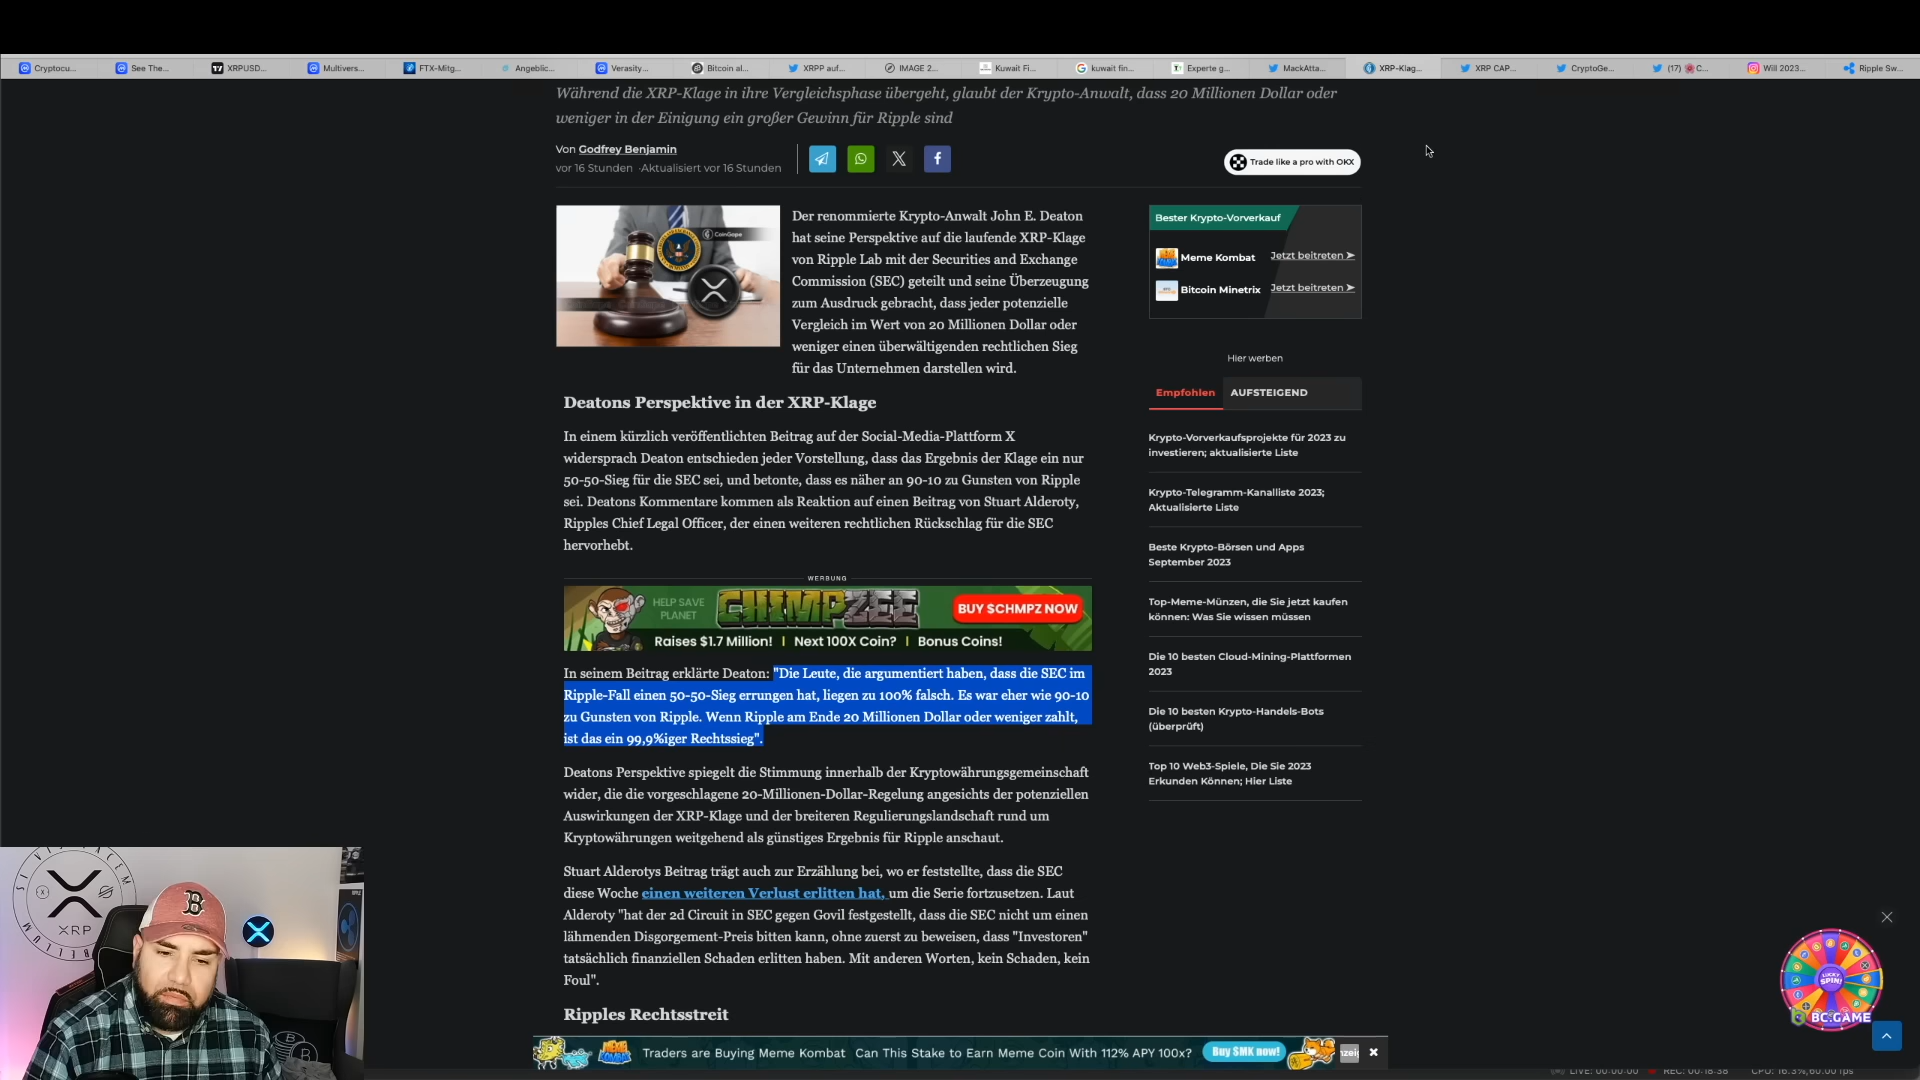 Cryptocu...
See The...
XRPUSD...
Multivers...
FTX-Mitg...
Angeblic...
Verasity...
Bitcoin al...
XRPP auf...
IMAGE 2...
Kuwait Fi...
kuwait fin...
Experte g...
MackAtta...
XRP-Klag...
XRP CAP...
CryptoGe...
(17) C...
Will 2023...
Ripple Sw...
Während die XRP-Klage in ihre Vergleichsphase übergeht, glaubt der Krypto-Anwalt, dass 20 Millionen Dollar oder
weniger in der Einigung ein großer Gewinn für Ripple sind
Von Godfrey Benjamin
vor 16 Stunden ·Aktualisiert vor 16 Stunden
Trade like a pro with OKX
CoinGape
Der renommierte Krypto-Anwalt John E. Deaton
hat seine Perspektive auf die laufende XRP-Klage
von Ripple Lab mit der Securities and Exchange
Commission (SEC) geteilt und seine Überzeugung
zum Ausdruck gebracht, dass jeder potenzielle
Vergleich im Wert von 20 Millionen Dollar oder
weniger einen überwältigenden rechtlichen Sieg
für das Unternehmen darstellen wird.
Deatons Perspektive in der XRP-Klage
In einem kürzlich veröffentlichten Beitrag auf der Social-Media-Plattform X
widersprach Deaton entschieden jeder Vorstellung, dass das Ergebnis der Klage ein nur
50-50-Sieg für die SEC sei, und betonte, dass es näher an 90-10 zu Gunsten von Ripple
sei. Deatons Kommentare kommen als Reaktion auf einen Beitrag von Stuart Alderoty,
Ripples Chief Legal Officer, der einen weiteren rechtlichen Rückschlag für die SEC
hervorhebt.
WERBUNG
HELP SAVE
PLANET
CHIMPZEE
BUY $CHMPZ NOW
Raises $1.7 Million! | Next 100X Coin? | Bonus Coins!
In seinem Beitrag erklärte Deaton: "Die Leute, die argumentiert haben, dass die SEC im
Ripple-Fall einen 50-50-Sieg errungen hat, liegen zu 100% falsch. Es war eher wie 90-10
zu Gunsten von Ripple. Wenn Ripple am Ende 20 Millionen Dollar oder weniger zahlt,
ist das ein 99,9%iger Rechtssieg".
Deatons Perspektive spiegelt die Stimmung innerhalb der Kryptowährungsgemeinschaft
wider, die die vorgeschlagene 20-Millionen-Dollar-Regelung angesichts der potenziellen
Auswirkungen der XRP-Klage und der breiteren Regulierungslandschaft rund um
Kryptowährungen weitgehend als günstiges Ergebnis für Ripple anschaut.
Stuart Alderotys Beitrag trägt auch zur Erzählung bei, wo er feststellte, dass die SEC
diese Woche einen weiteren Verlust erlitten hat, um die Serie fortzusetzen. Laut
Alderoty "hat der 2d Circuit in SEC gegen Govil festgestellt, dass die SEC nicht um einen
lähmenden Disgorgement-Preis bitten kann, ohne zuerst zu beweisen, dass "Investoren"
tatsächlich finanziellen Schaden erlitten haben. Mit anderen Worten, kein Schaden, kein
Foul".
Ripples Rechtsstreit
Bester Krypto-Vorverkauf
Meme Kombat Jetzt beitreten ➤
Bitcoin Minetrix Jetzt beitreten ➤
Hier werben
Empfohlen AUFSTEIGEND
Krypto-Vorverkaufsprojekte für 2023 zu
investieren; aktualisierte Liste
Krypto-Telegramm-Kanalliste 2023;
Aktualisierte Liste
Beste Krypto-Börsen und Apps
September 2023
Top-Meme-Münzen, die Sie jetzt kaufen
können: Was Sie wissen müssen
Die 10 besten Cloud-Mining-Plattformen
2023
Die 10 besten Krypto-Handels-Bots
(überprüft)
Top 10 Web3-Spiele, Die Sie 2023
Erkunden Können; Hier Liste
XRP
B
LUCKY
SPIN!
BC.GAME
MEME KOMBAT
Traders are Buying Meme Kombat Can This Stake to Earn Meme Coin With 112% APY 100x?
Buy $MK now!
LIVE: 00:00:00
REC: 00:18:38
CPU: 16.3%,60.00 fps